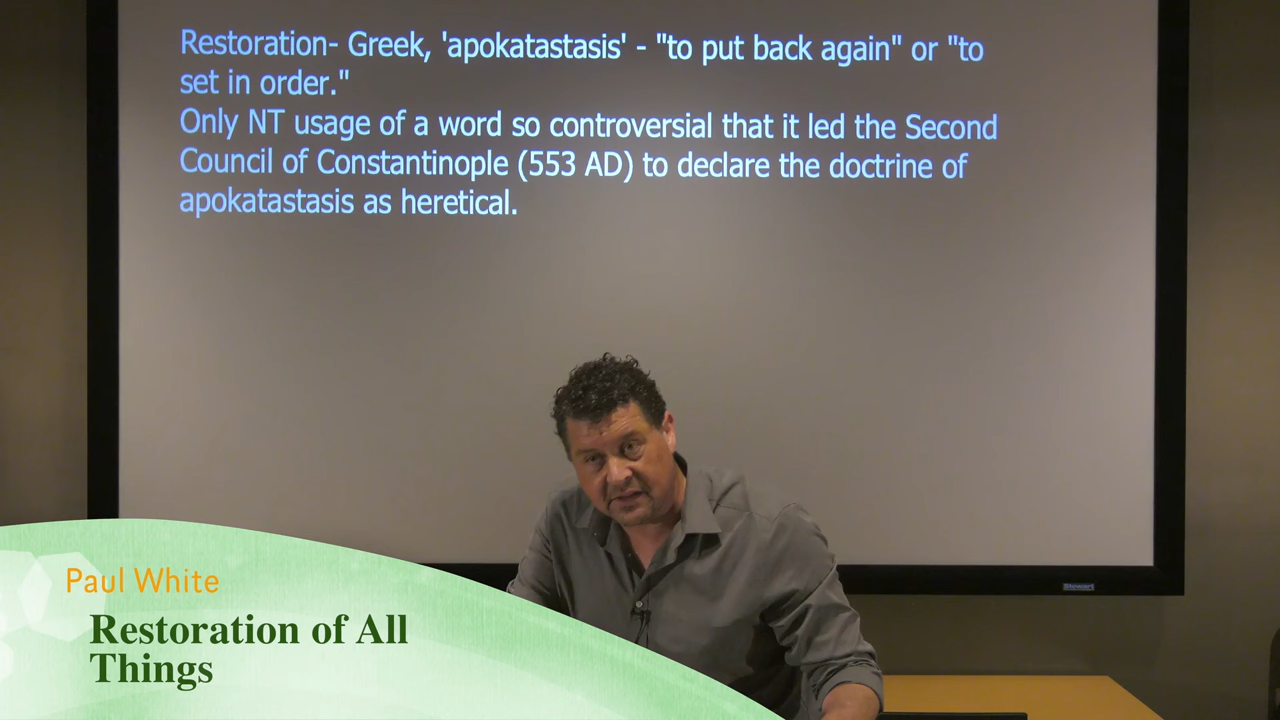 Restoration- Greek, 'apokatastasis' - "to put back again" or "to
set in order."
Only NT usage of a word so controversial that it led the Second
Council of Constantinople (553 AD) to declare the doctrine of
apokatastasis as heretical.
Paul White
Restoration of All
Things
Stewart